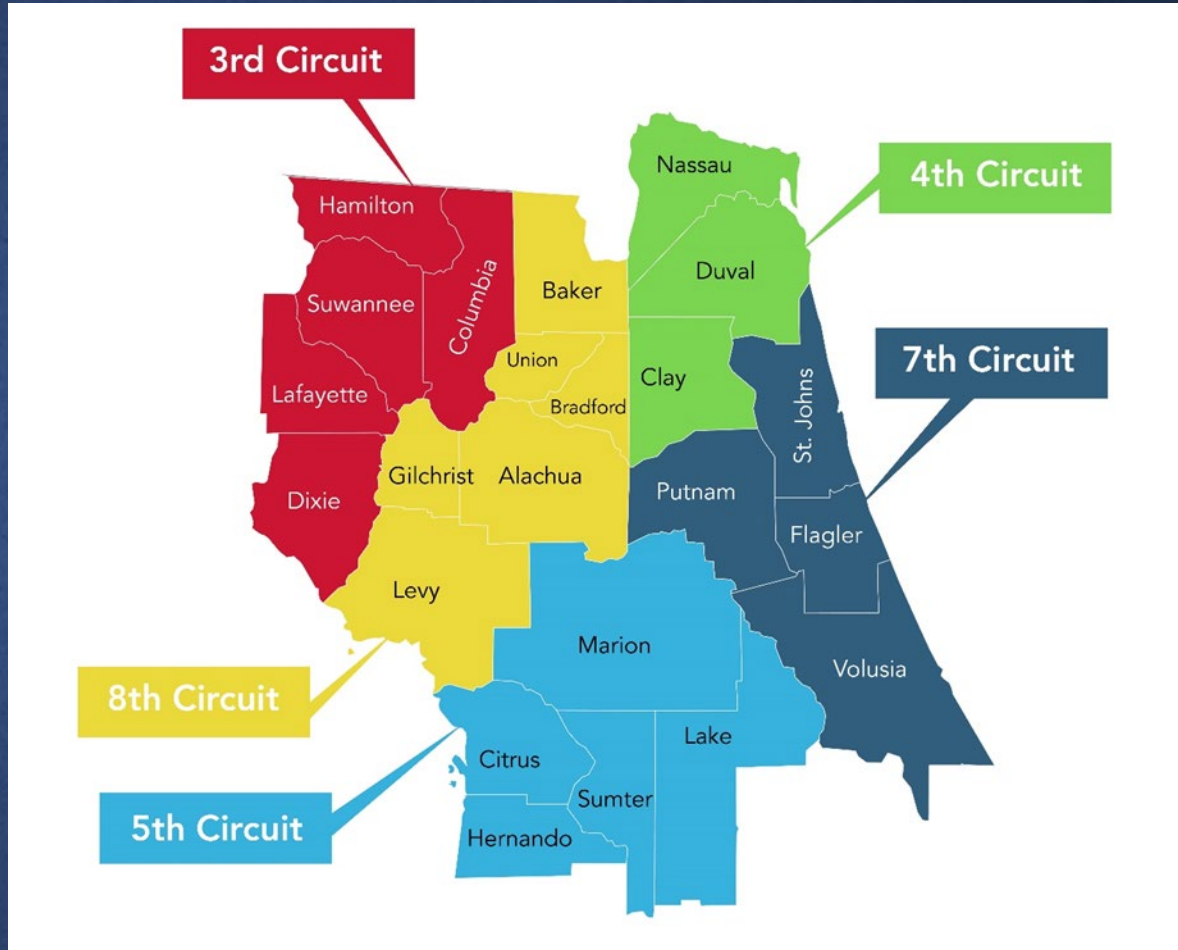 3rd Circuit
Nassau
4th Circuit
Hamilton
Duval
Columbia
Baker
Suwannee
7th Circuit
Union
Clay
Lafayette
Bradford
St. Johns
Gilchrist
Alachua
Putnam
Dixie
Flagler
Levy
Marion
Volusia
8th Circuit
Lake
Citrus
Sumter
5th Circuit
Hernando